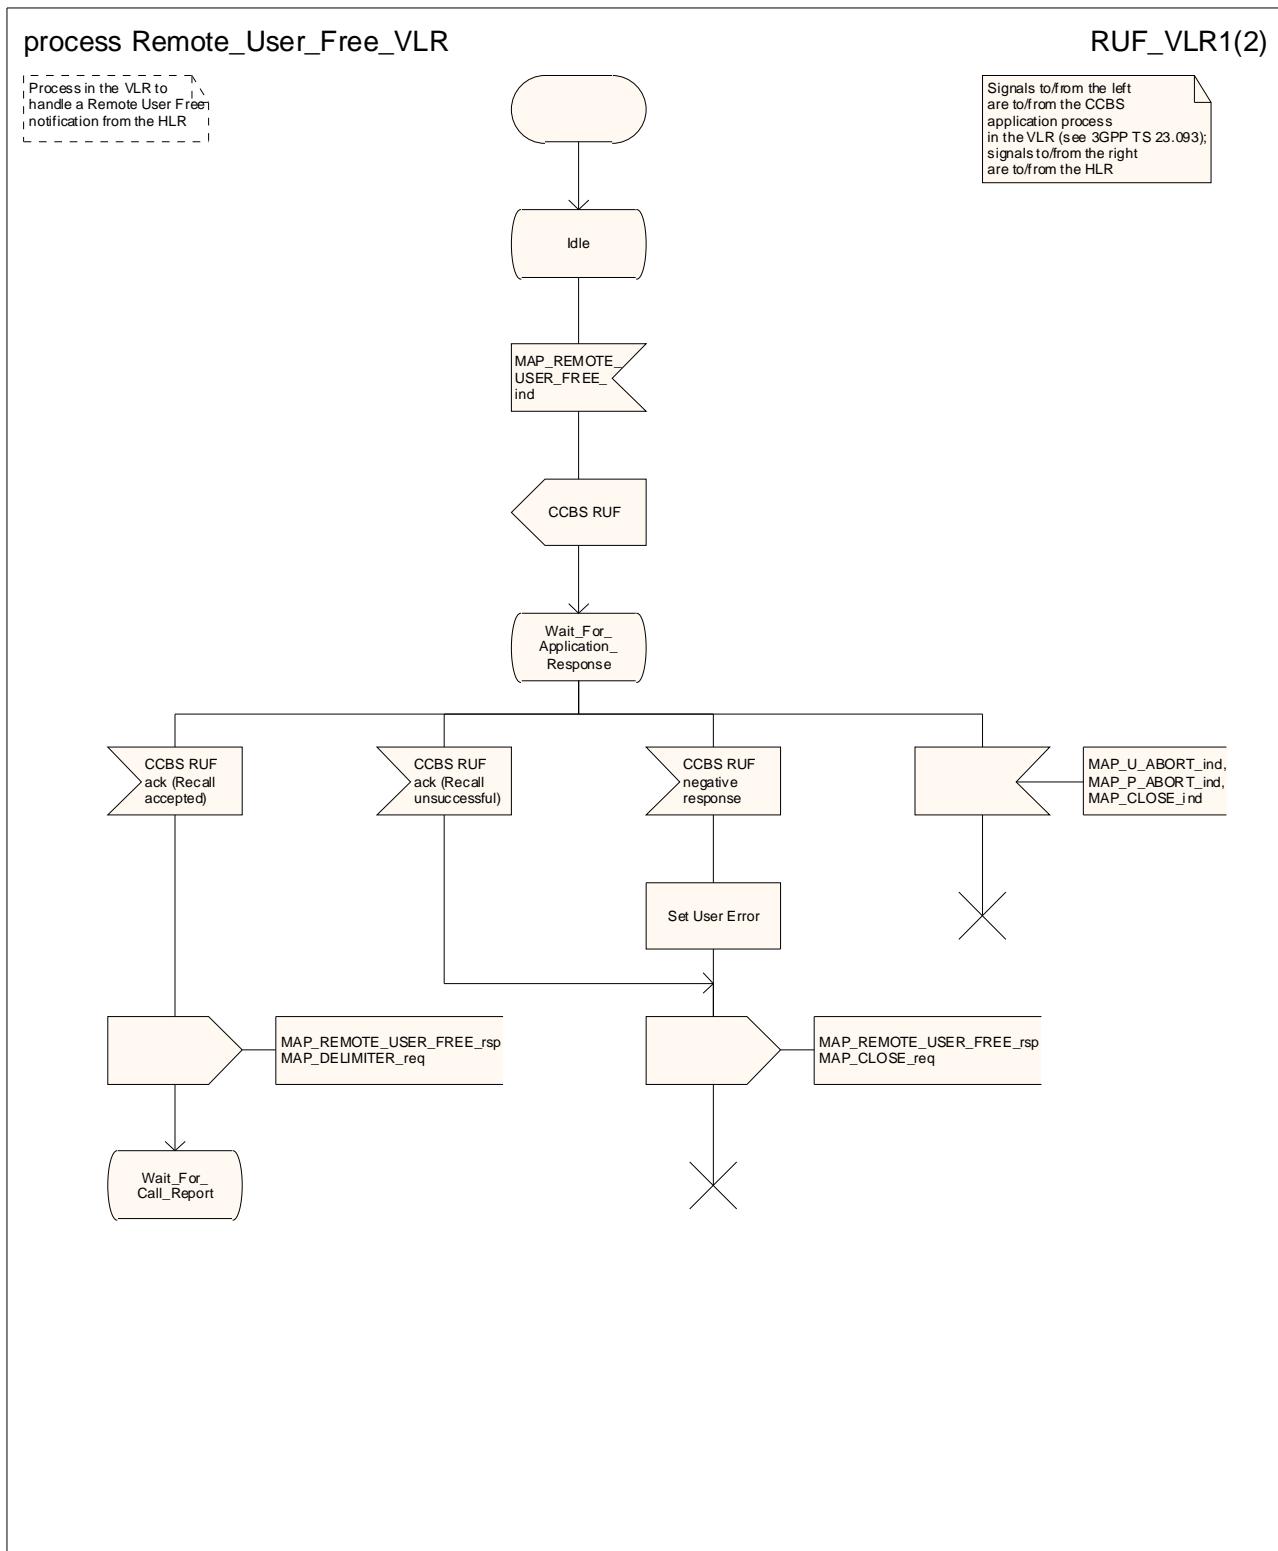 process Remote_User_Free_VLR
RUF_VLR1(2)
Process in the VLR to
handle a Remote User Free
notification from the HLR
Signals to/from the left
are to/from the CCBS
application process
in the VLR (see 3GPP TS 23.093);
signals to/from the right
are to/from the HLR
Idle
MAP_REMOTE_
USER_FREE_
ind
CCBS RUF
Wait_For_
Application_
Response
CCBS RUF
ack (Recall
accepted)
CCBS RUF
ack (Recall
unsuccessful)
CCBS RUF
negative
response
MAP_U_ABORT_ind,
MAP_P_ABORT_ind,
MAP_CLOSE_ind
Set User Error
MAP_REMOTE_USER_FREE_rsp
MAP_DELIMITER_req
MAP_REMOTE_USER_FREE_rsp
MAP_CLOSE_req
Wait_For_
Call_Report